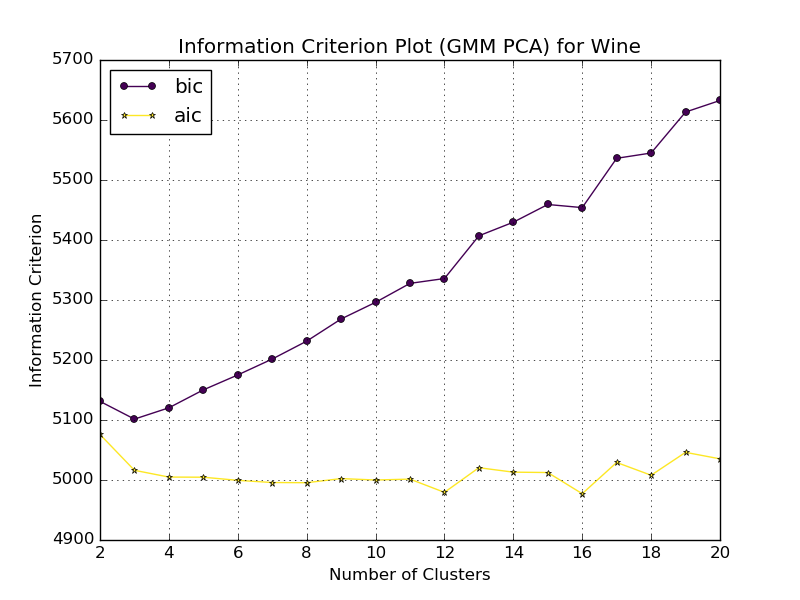 Information Criterion Plot (GMM PCA) for Wine
5700
5600
5500
5400
5300
5200
5100
5000
4900
Information Criterion
bic
aic
2 4 6 8 10 12 14 16 18 20
Number of Clusters